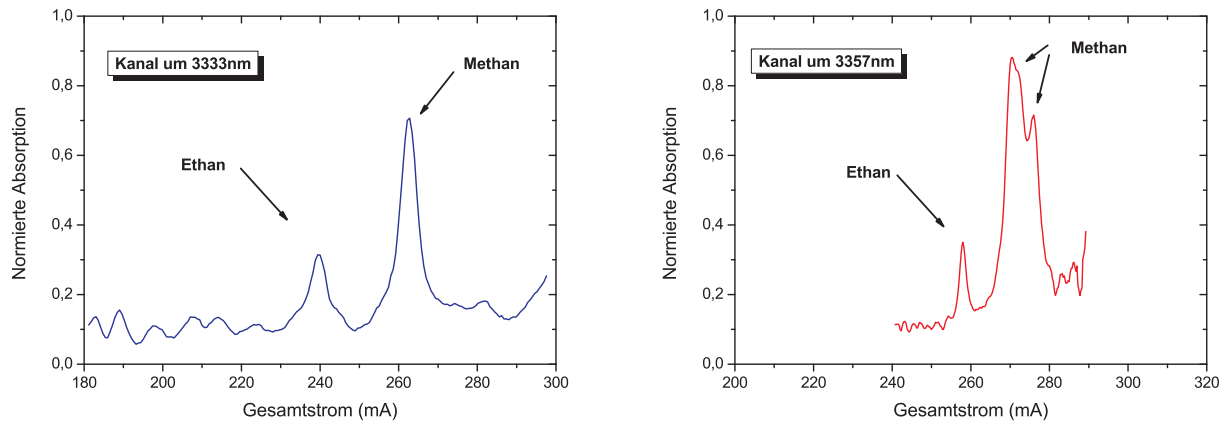 1,0
0,8
0,6
0,4
0,2
0,0
Normierte Absorption
Kanal um 3333nm
Methan
Ethan
180 200 220 240 260 280 300
Gesamtstrom (mA)
1,0
0,8
0,6
0,4
0,2
0,0
Normierte Absorption
Kanal um 3357nm
Methan
Ethan
200 220 240 260 280 300 320
Gesamtstrom (mA)